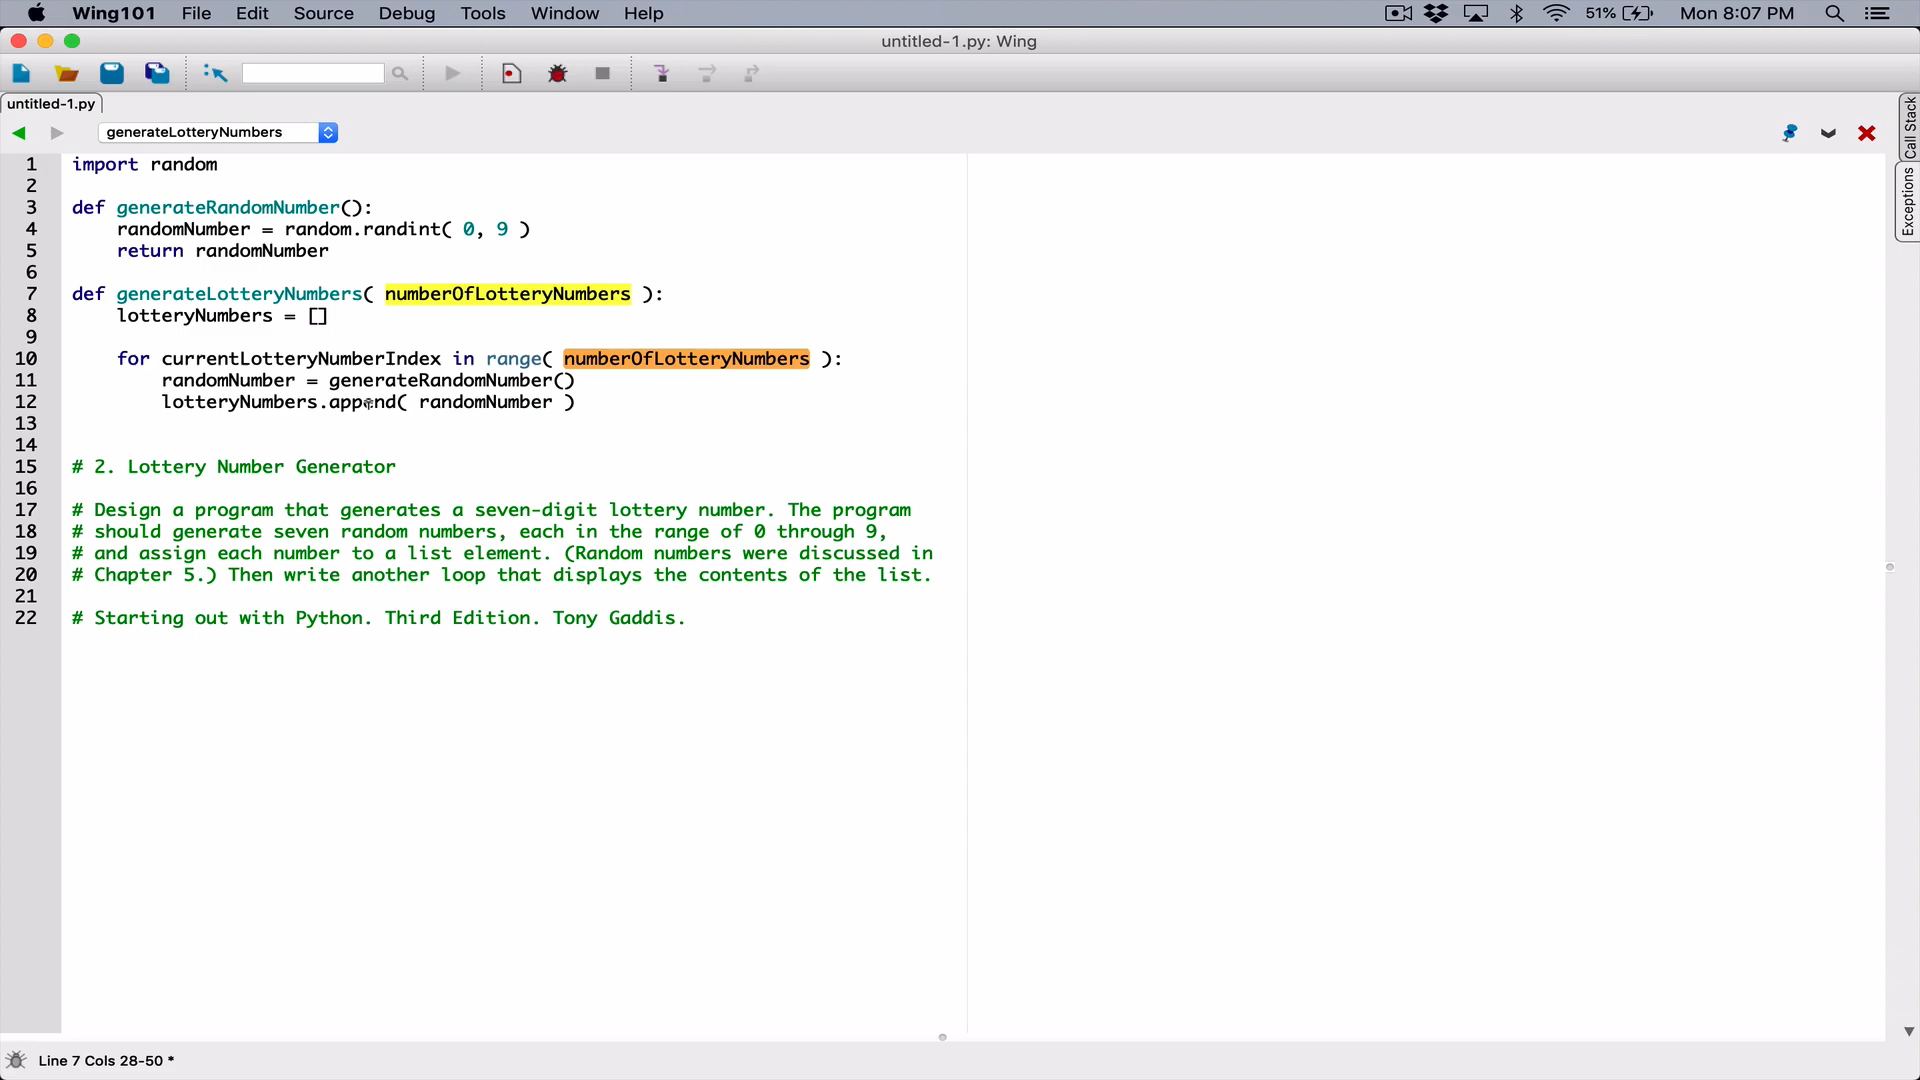 Wing101 File Edit Source Debug Tools Window Help 51% Mon 8:07 PM
untitled-1.py: Wing
untitled-1.py
generateLotteryNumbers
Call Stack
Exceptions
1 import random
2
3 def generateRandomNumber():
4 randomNumber = random.randint( 0, 9 )
5 return randomNumber
6
7 def generateLotteryNumbers( numberOfLotteryNumbers ):
8 lotteryNumbers = []
9
10 for currentLotteryNumberIndex in range( numberOfLotteryNumbers ):
11 randomNumber = generateRandomNumber()
12 lotteryNumbers.append( randomNumber )
13
14
15 # 2. Lottery Number Generator
16
17 # Design a program that generates a seven-digit lottery number. The program
18 # should generate seven random numbers, each in the range of 0 through 9,
19 # and assign each number to a list element. (Random numbers were discussed in
20 # Chapter 5.) Then write another loop that displays the contents of the list.
21
22 # Starting out with Python. Third Edition. Tony Gaddis.
Line 7 Cols 28-50 *